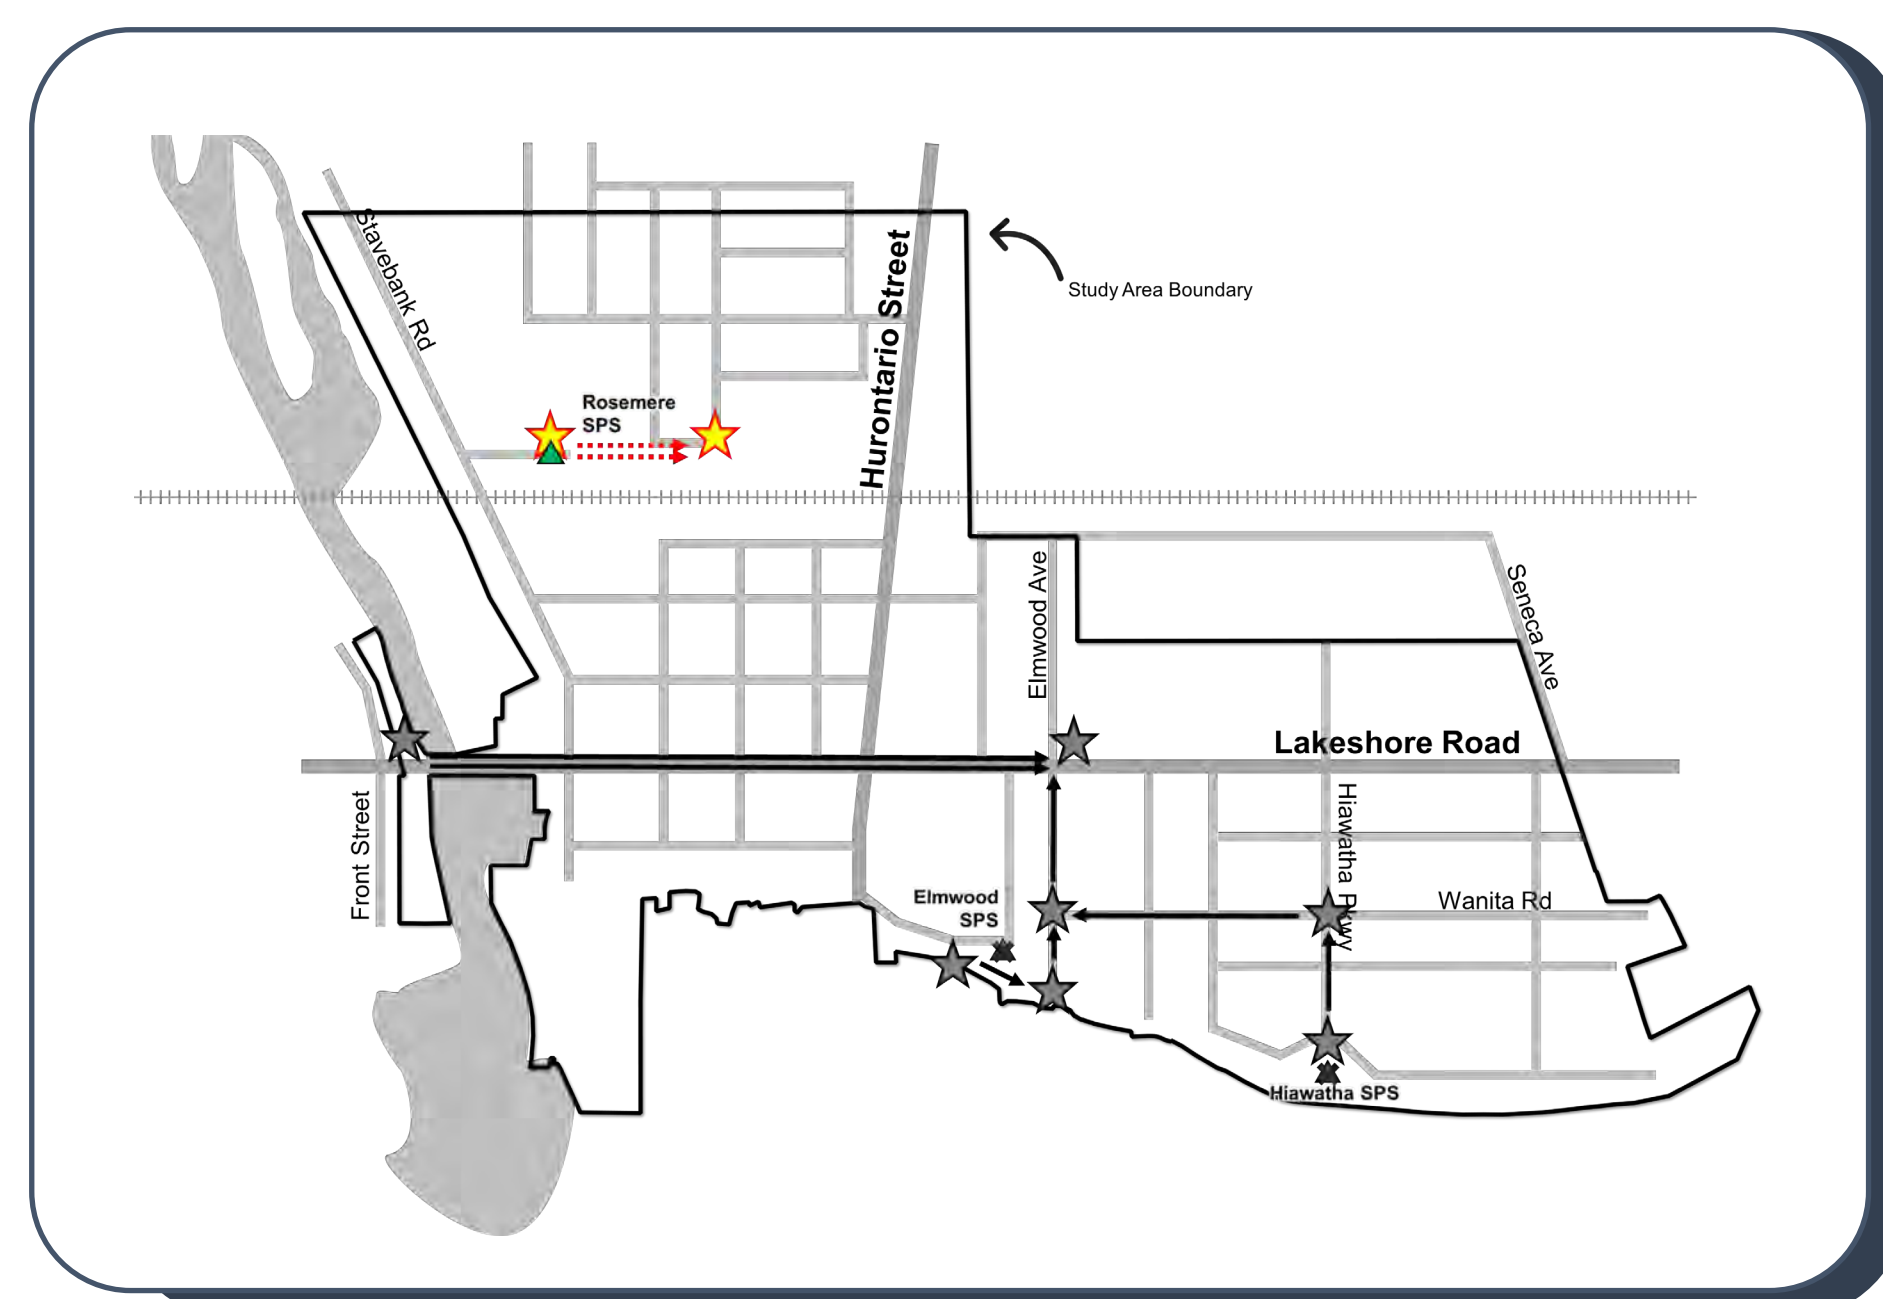 Stavebank Rd
Hurontario Street
Study Area Boundary
Rosemere
SPS
Elmwood Ave
Seneca Ave
Lakeshore Road
Front Street
Hiawatha Pkwy
Elmwood
SPS
Wanita Rd
Hiawatha SPS